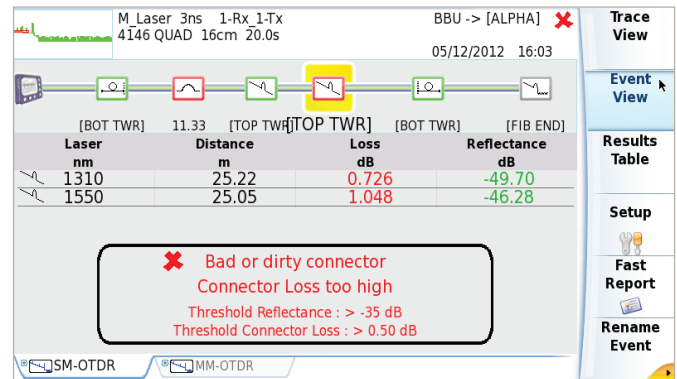 M_Laser 3ns 1-Rx_1-Tx
4146 QUAD 16cm 20.0s
BBU -> [ALPHA]
05/12/2012 16:03
[BOT TWR] 11.33 [TOP TWR] [TOP TWR] [BOT TWR] [FIB END]
Laser Distance Loss Reflectance
nm m dB dB
1310 25.22 0.726 -49.70
1550 25.05 1.048 -46.28
Bad or dirty connector
Connector Loss too high
Threshold Reflectance : > -35 dB
Threshold Connector Loss : > 0.50 dB
SM-OTDR MM-OTDR
Trace
View
Event
View
Results
Table
Setup
Fast
Report
Rename
Event